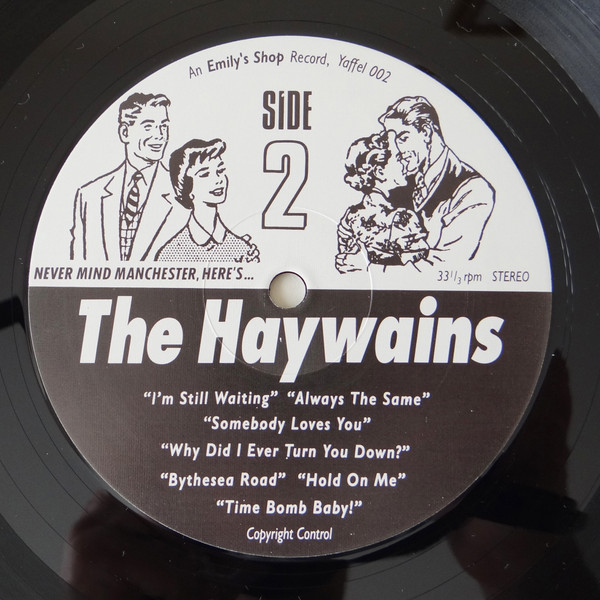 An Emily's Shop Record, Yaffel 002
SIDE
2
NEVER MIND MANCHESTER, HERE'S...
33 1/3 rpm STEREO
The Haywains
"I'm Still Waiting" "Always The Same"
"Somebody Loves You"
"Why Did I Ever Turn You Down?"
"Bythesea Road" "Hold On Me"
"Time Bomb Baby!"
Copyright Control